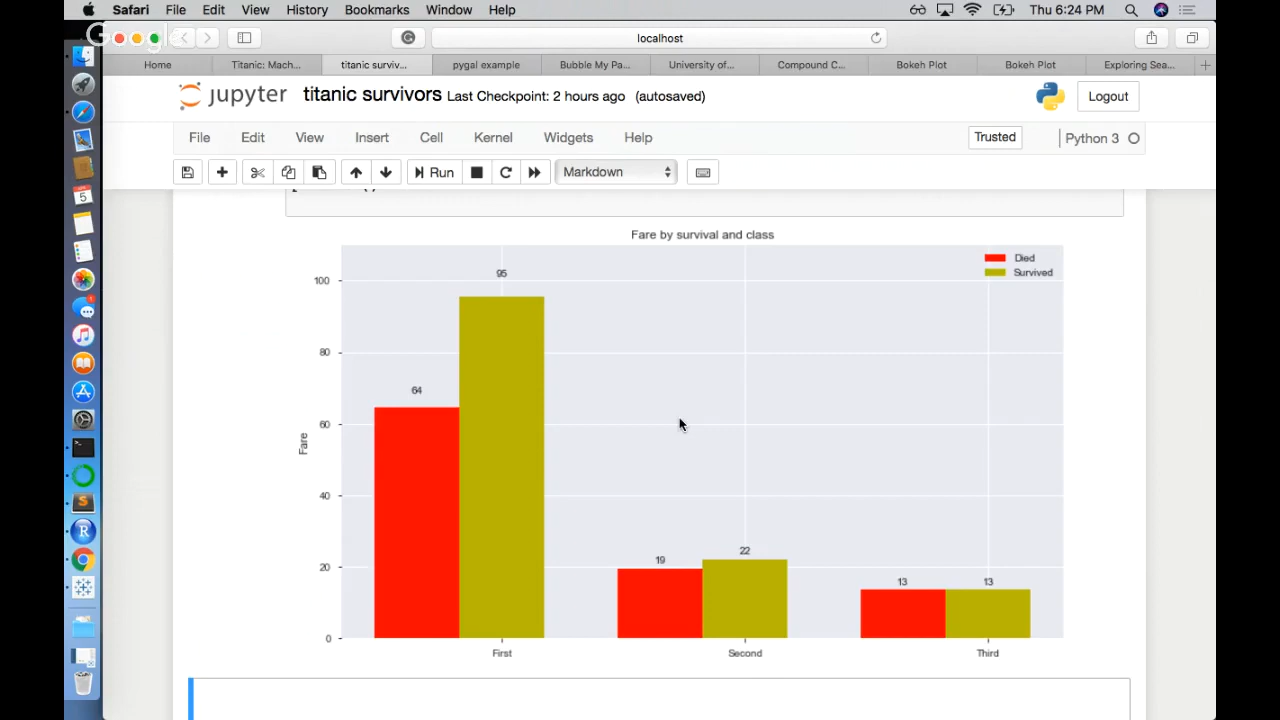 Safari File Edit View History Bookmarks Window Help Thu 6:24 PM
localhost
Home Titanic: Mach... titanic surviv... pygal example Bubble My Pa... University of... Compound C... Bokeh Plot Bokeh Plot Exploring Sea...
jupyter titanic survivors Last Checkpoint: 2 hours ago (autosaved) Logout
File Edit View Insert Cell Kernel Widgets Help Trusted Python 3
Run Markdown
Fare by survival and class
Died
Survived
95
100
64
80
60
Fare
40
22
19
20
13 13
0
First Second Third